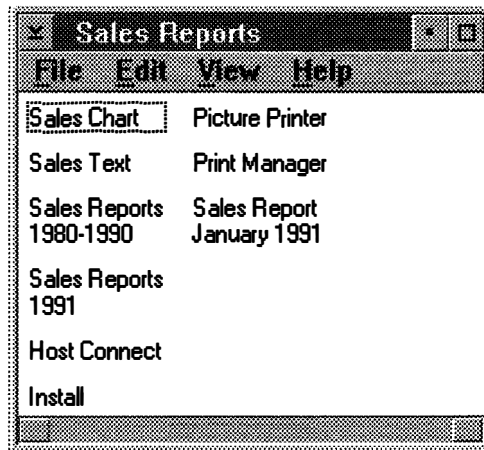 Sales Reports
File Edit View Help
Sales Chart
Sales Text
Sales Reports
1980-1990
Sales Reports
1991
Host Connect
Install
Picture Printer
Print Manager
Sales Report
January 1991